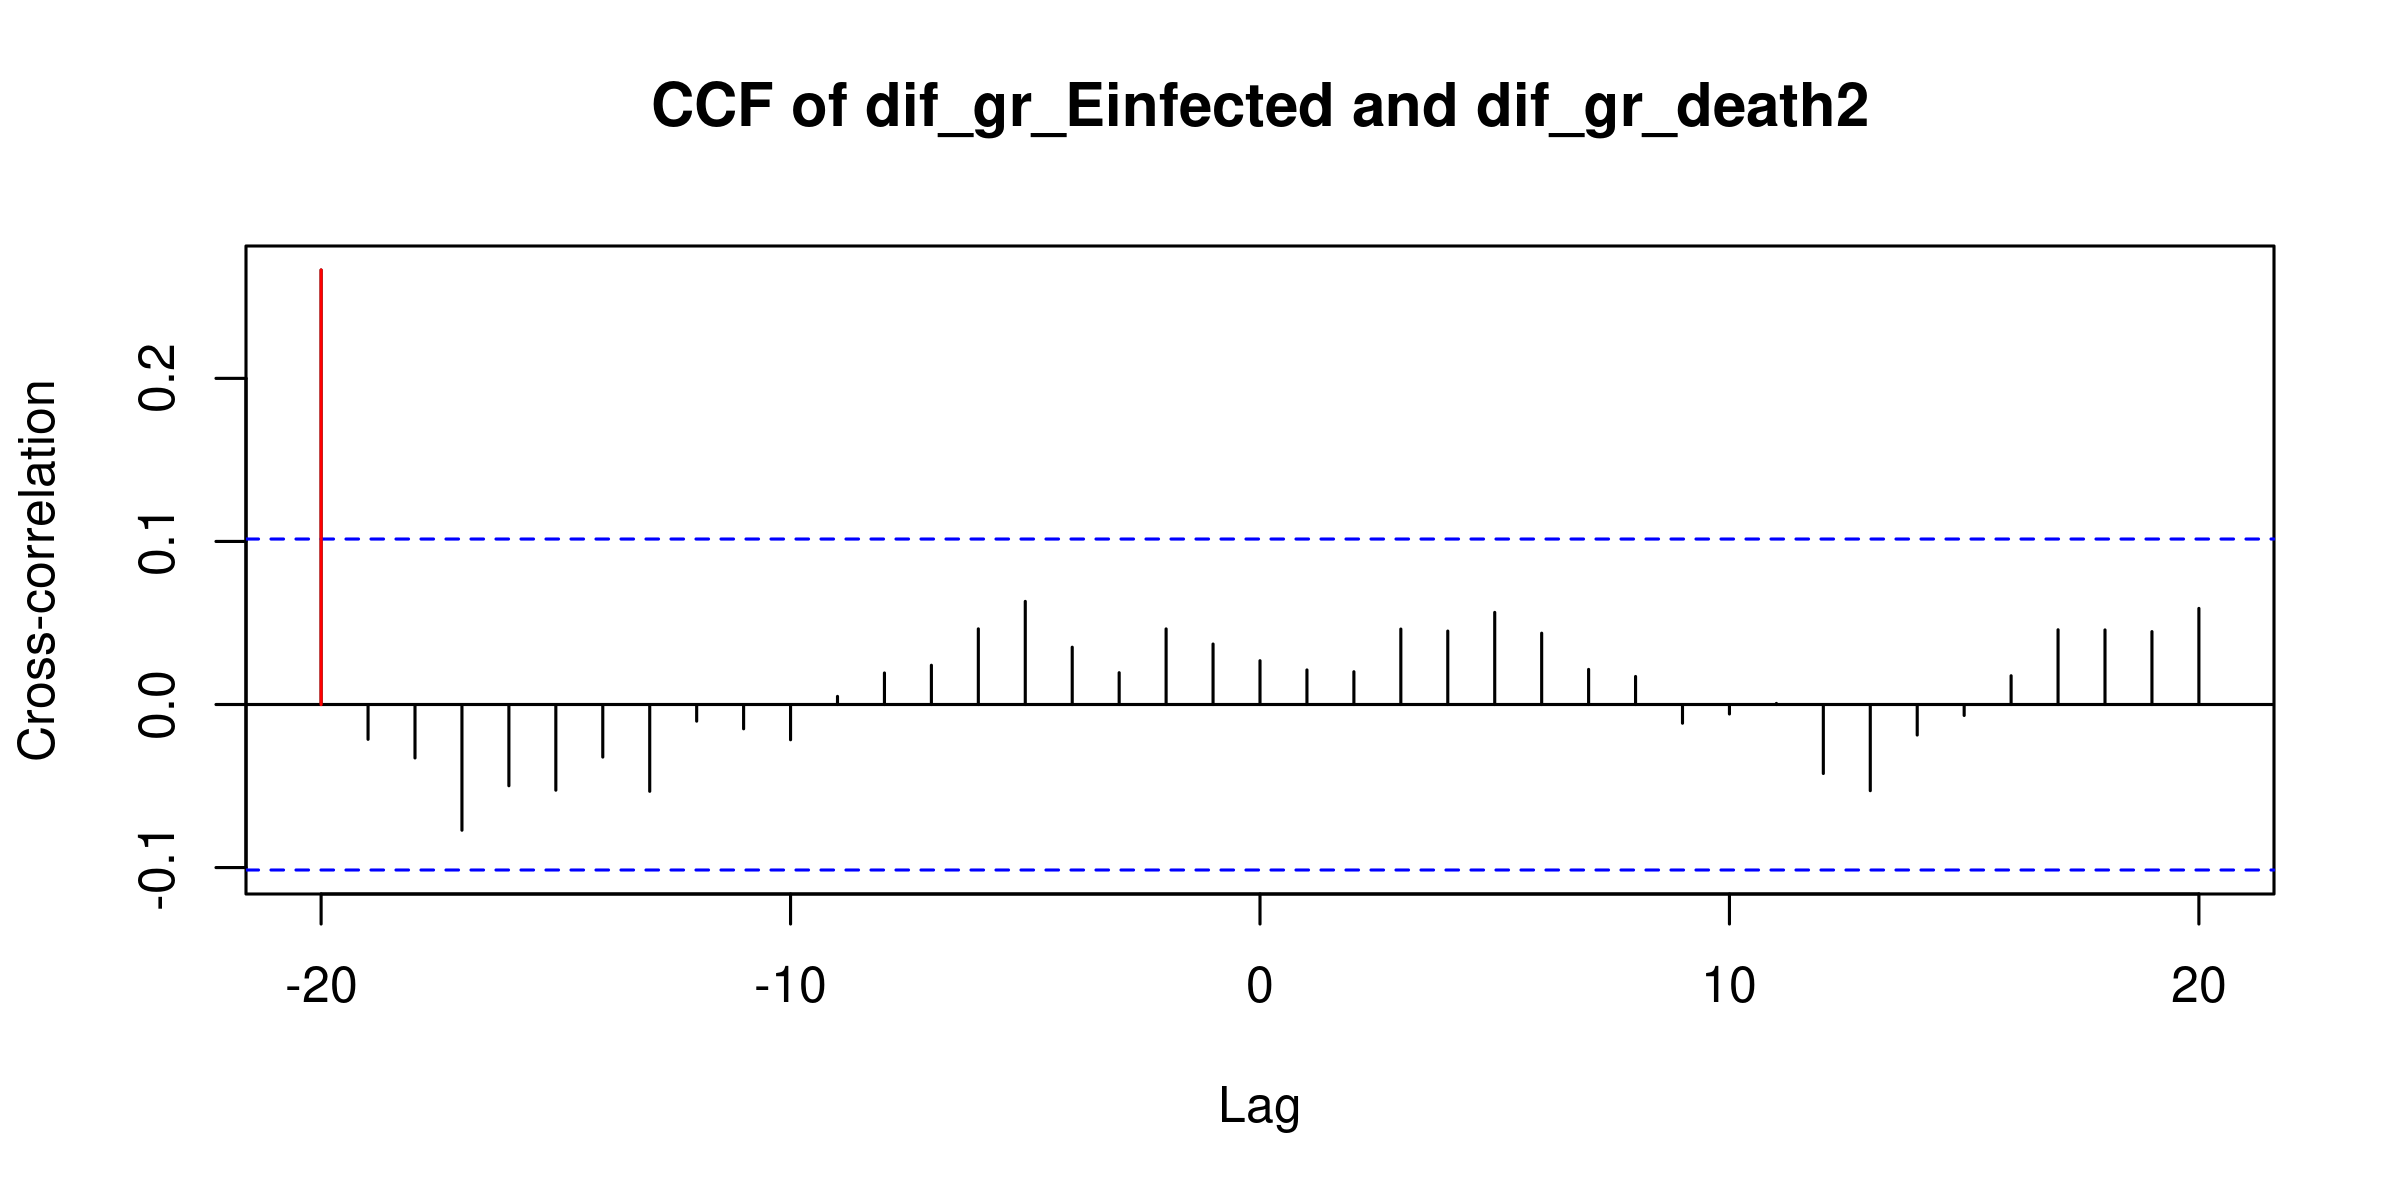 CCF of dif_gr_Einfected and dif_gr_death2
Cross-correlation
0.2
0.1
0.0
-0.1
-20 -10 0 10 20
Lag